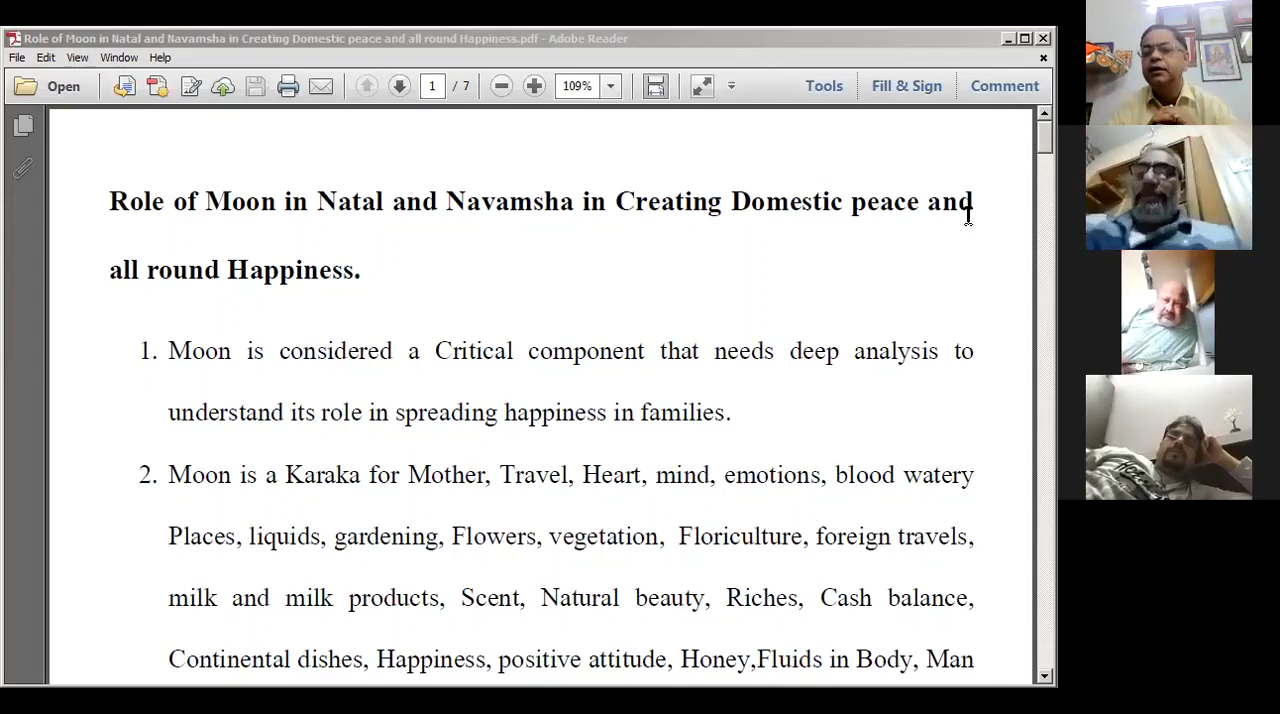 Role of Moon in Natal and Navamsha in Creating Domestic peace and all round Happiness.pdf - Adobe Reader
File Edit View Window Help
Open 1 / 7 109% Tools Fill & Sign Comment
Role of Moon in Natal and Navamsha in Creating Domestic peace and
all round Happiness.
1. Moon is considered a Critical component that needs deep analysis to
understand its role in spreading happiness in families.
2. Moon is a Karaka for Mother, Travel, Heart, mind, emotions, blood watery
Places, liquids, gardening, Flowers, vegetation, Floriculture, foreign travels,
milk and milk products, Scent, Natural beauty, Riches, Cash balance,
Continental dishes, Happiness, positive attitude, Honey,Fluids in Body, Man